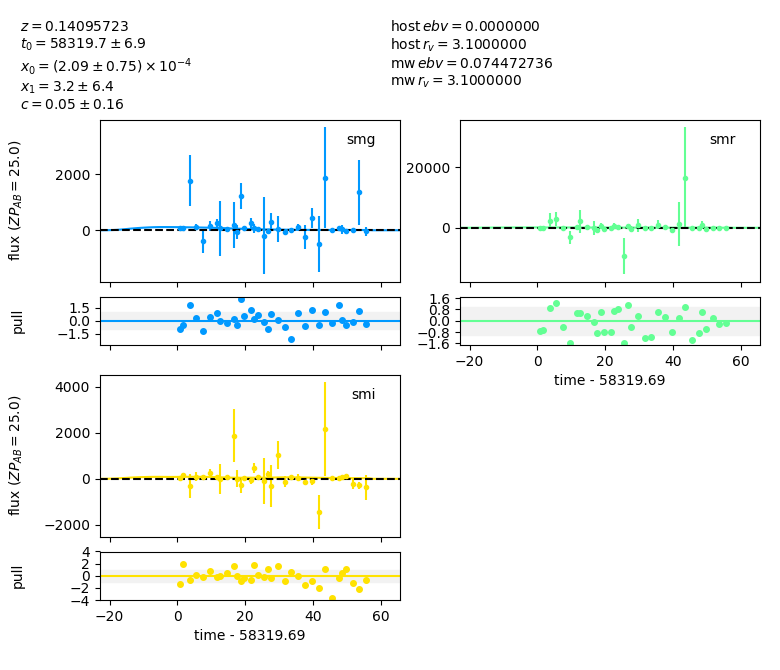 z = 0.14095723
t₀ = 58319.7 ± 6.9
x₀ = (2.09 ± 0.75) × 10⁻⁴
x₁ = 3.2 ± 6.4
c = 0.05 ± 0.16
host ebv = 0.0000000
host r_v = 3.1000000
mw ebv = 0.074472736
mw r_v = 3.1000000
smg
flux (ZP_AB = 25.0)
2000
0
pull
1.5
0.0
−1.5
smr
20000
0
1.6
0.8
0.0
−0.8
−1.6
−20 0 20 40 60
time - 58319.69
smi
flux (ZP_AB = 25.0)
4000
2000
0
−2000
pull
4
2
0
−2
−4
−20 0 20 40 60
time - 58319.69